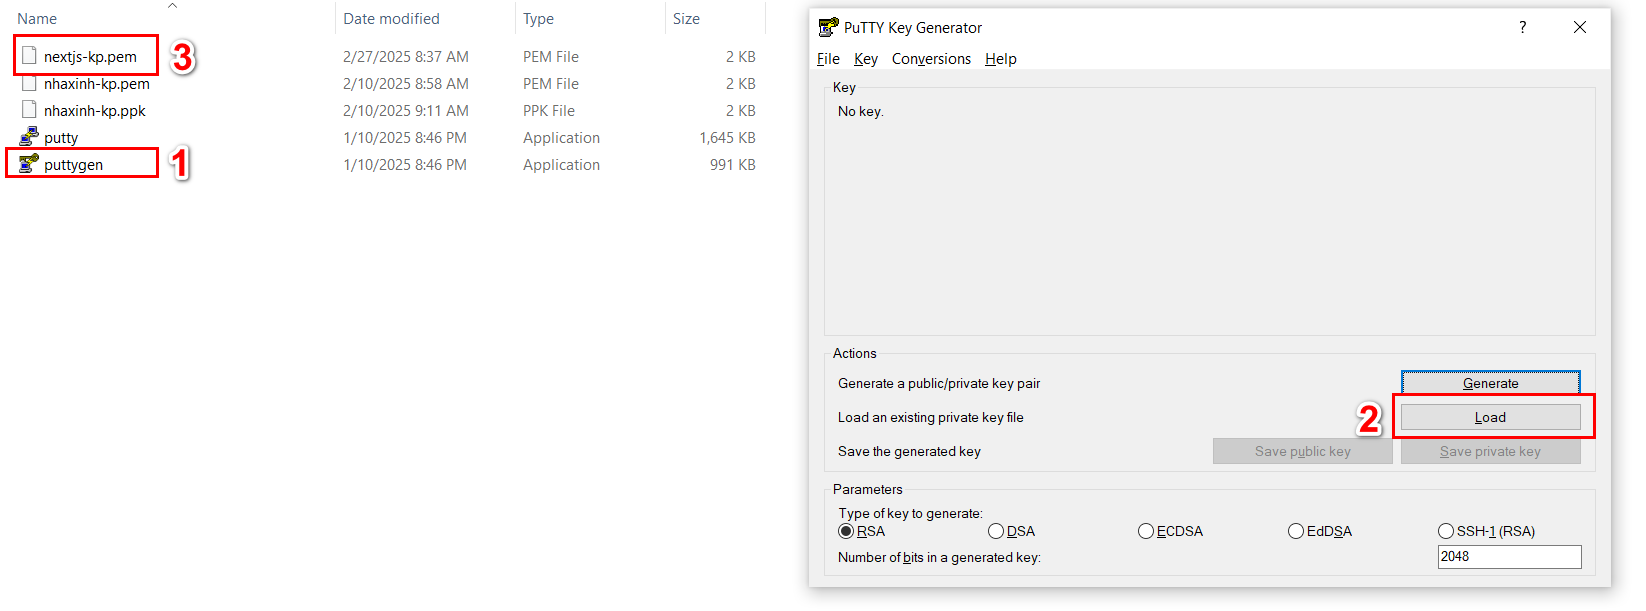 Name Date modified Type Size
nextjs-kp.pem 2/27/2025 8:37 AM PEM File 2 KB
3
nhaxinh-kp.pem 2/10/2025 8:58 AM PEM File 2 KB
nhaxinh-kp.ppk 2/10/2025 9:11 AM PPK File 2 KB
putty 1/10/2025 8:46 PM Application 1,645 KB
puttygen 1/10/2025 8:46 PM Application 991 KB
1
PuTTY Key Generator ?
File Key Conversions Help
Key
No key.
Actions
Generate a public/private key pair Generate
Load an existing private key file Load
2
Save the generated key Save public key Save private key
Parameters
Type of key to generate:
RSA DSA ECDSA EdDSA SSH-1 (RSA)
Number of bits in a generated key: 2048